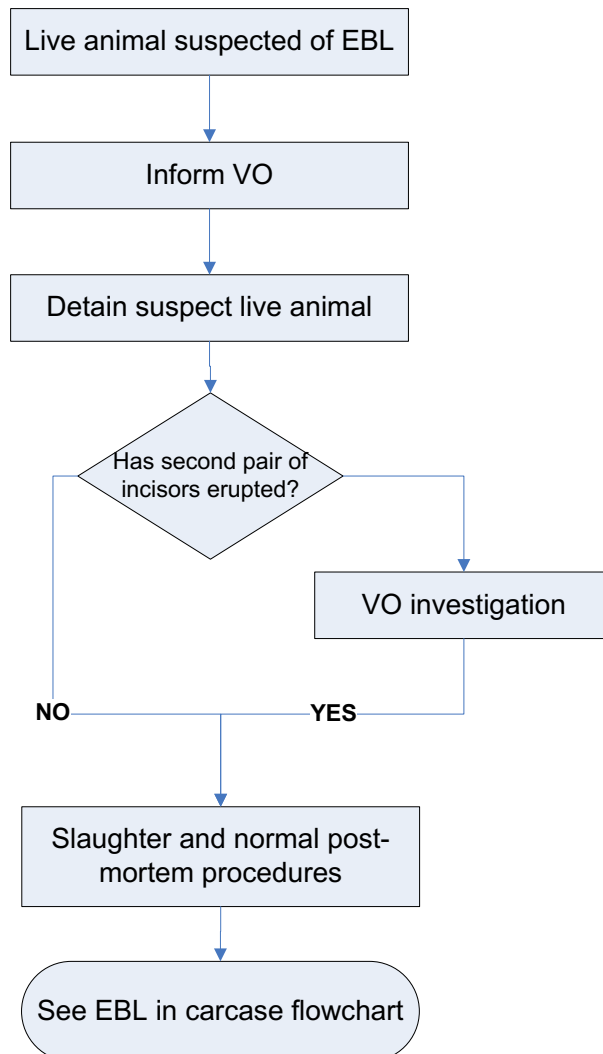 Live animal suspected of EBL
Inform VO
Detain suspect live animal
Has second pair of
incisors erupted?
VO investigation
NO
YES
Slaughter and normal post-
mortem procedures
See EBL in carcase flowchart